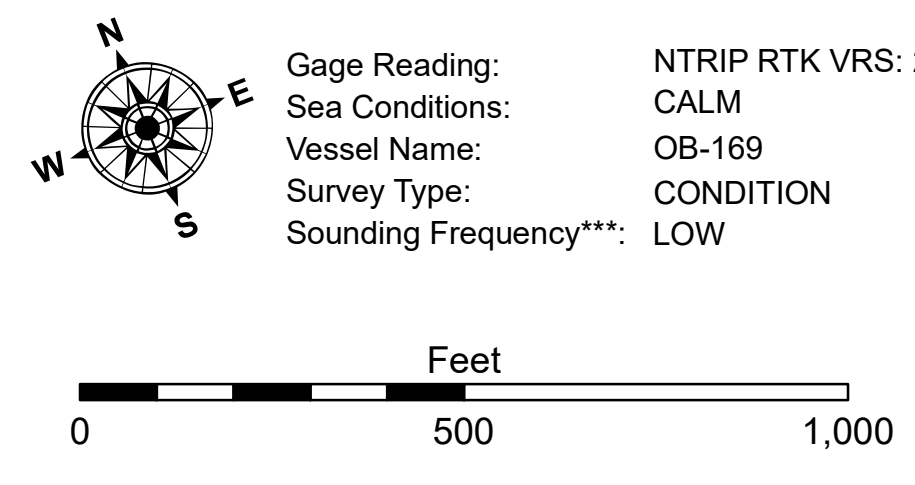 N
E
W
S
Gage Reading: NTRIP RTK VRS:
Sea Conditions: CALM
Vessel Name: OB-169
Survey Type: CONDITION
Sounding Frequency***: LOW
Feet
0 500 1,000